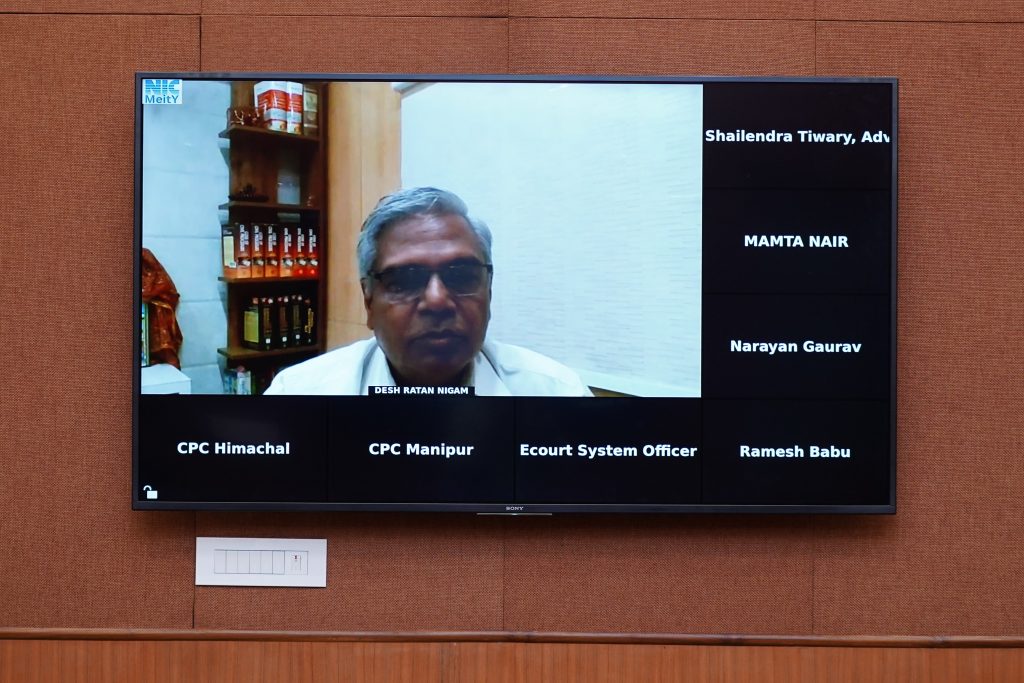 NIC
MeitY
Shailendra Tiwary, Adv
MAMTA NAIR
Narayan Gaurav
DESH RATAN NIGAM
CPC Himachal
CPC Manipur
Ecourt System Officer
Ramesh Babu
SONY